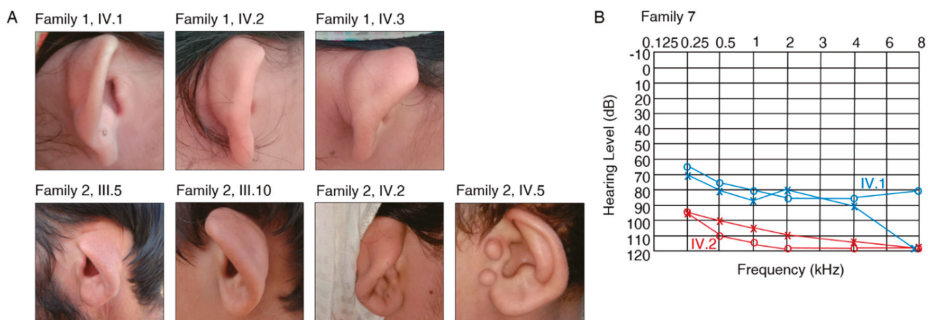 A
Family 1, IV.1
Family 1, IV.2
Family 1, IV.3
Family 2, III.5
Family 2, III.10
Family 2, IV.2
Family 2, IV.5
B
Family 7
0.125 0.25 0.5 1 2 3 4 6 8
-10
0
10
20
30
40
50
60
70
80
90
100
110
120
Hearing Level (dB)
IV.1
IV.2
Frequency (kHz)